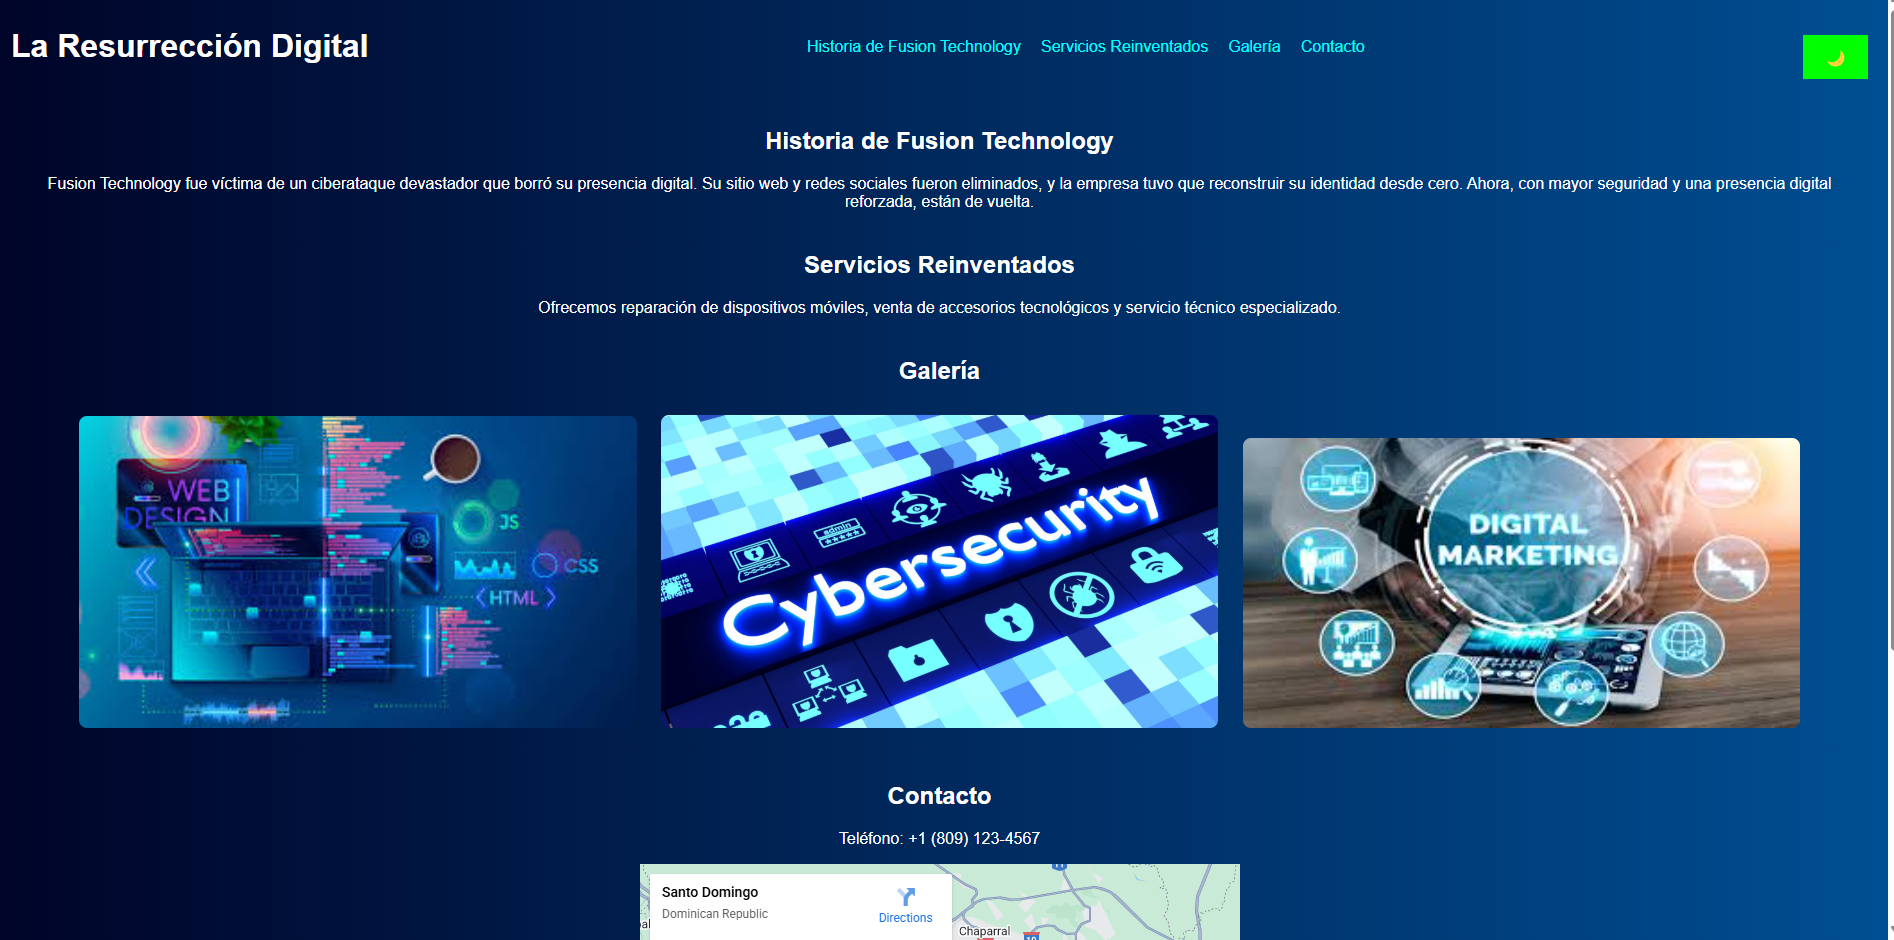 La Resurrección Digital
Historia de Fusion Technology
Servicios Reinventados
Galería
Contacto
Historia de Fusion Technology
Fusion Technology fue víctima de un ciberataque devastador que borró su presencia digital. Su sitio web y redes sociales fueron eliminados, y la empresa tuvo que reconstruir su identidad desde cero. Ahora, con mayor seguridad y una presencia digital
reforzada, están de vuelta.
Servicios Reinventados
Ofrecemos reparación de dispositivos móviles, venta de accesorios tecnológicos y servicio técnico especializado.
Galería
WEB
DESIGN
JS
CSS
HTML
admin
Cybersecurity
DIGITAL
MARKETING
Contacto
Teléfono: +1 (809) 123-4567
Santo Domingo
Dominican Republic
Directions
Chaparral